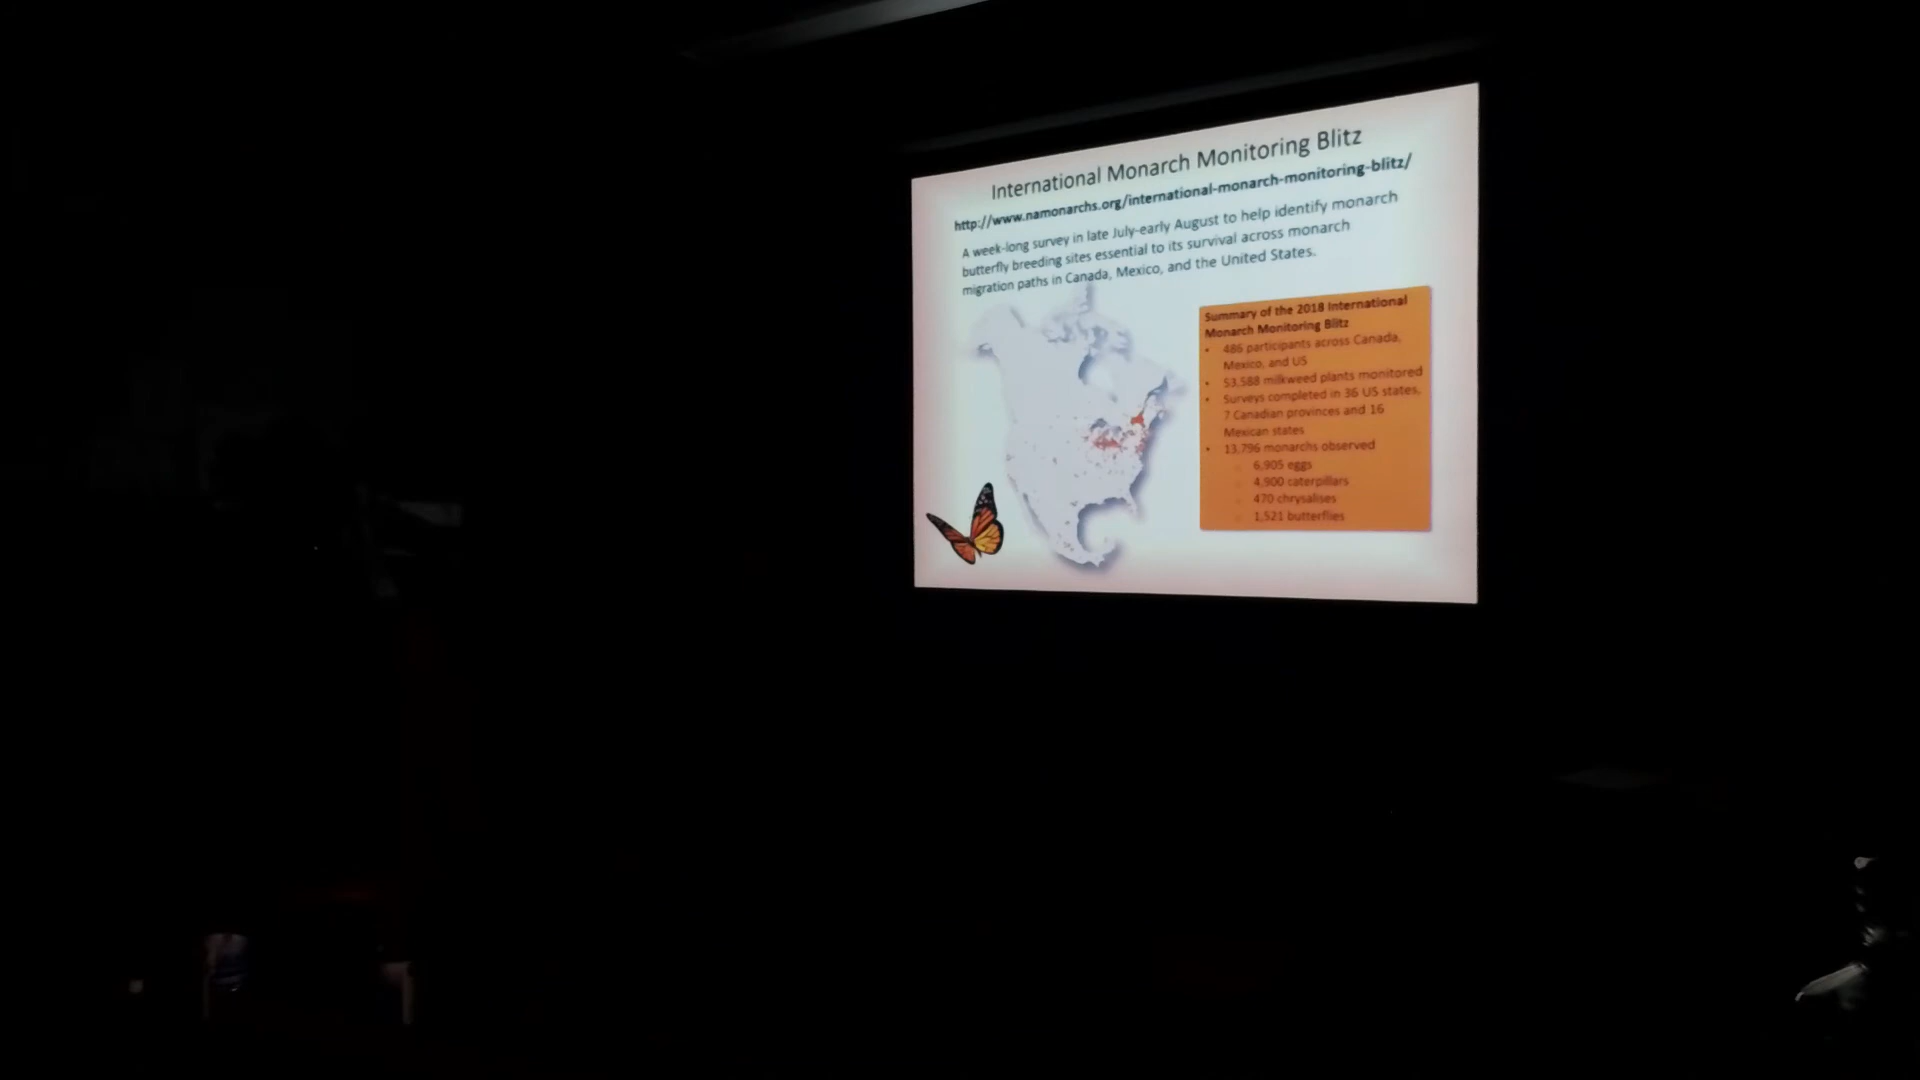 International Monarch Monitoring Blitz
http://www.namonarchs.org/international-monarch-monitoring-blitz/
A week-long survey in late July-early August to help identify monarch
butterfly breeding sites essential to its survival across monarch
migration paths in Canada, Mexico, and the United States.
Summary of the 2018 International
Monarch Monitoring Blitz
• 486 participants across Canada,
Mexico, and US
• 53,588 milkweed plants monitored
• Surveys completed in 36 US states,
7 Canadian provinces and 16
Mexican states
• 13,796 monarchs observed
6,905 eggs
4,900 caterpillars
470 chrysalises
1,521 butterflies